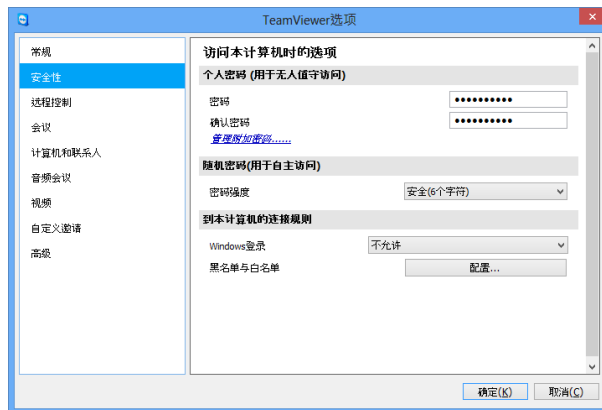 TeamViewer选项
常规
安全性
远程控制
会议
计算机和联系人
音频会议
视频
自定义邀请
高级
访问本计算机时的选项
个人密码 (用于无人值守访问)
密码
••••••••••
确认密码
••••••••••
管理附加密码......
随机密码(用于自主访问)
密码强度
安全(6个字符)
到本计算机的连接规则
Windows登录
不允许
黑名单与白名单
配置...
确定(K)
取消(C)